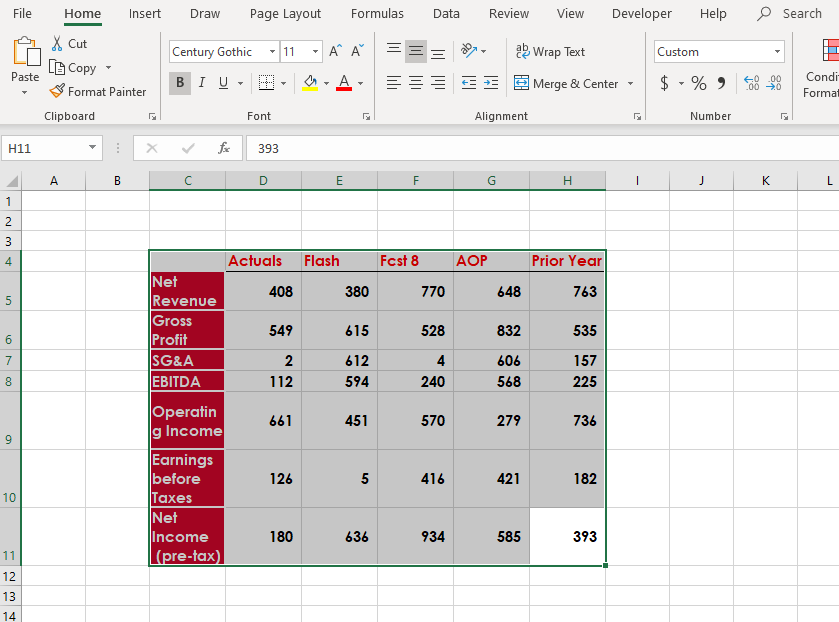 File Home Insert Draw Page Layout Formulas Data Review View Developer Help Search
Paste
Cut
Copy
Format Painter
Clipboard
Century Gothic 11 A A
B I U A
Font
ab Wrap Text
Merge & Center
Alignment
Custom
$ % ,
.00 .00
Number
Condi
Format
H11 fx 393
A B C D E F G H I J K L
1
2
3
4 Actuals Flash Fcst 8 AOP Prior Year
Net
Revenue
5 408 380 770 648 763
Gross
Profit
6 549 615 528 832 535
7 SG&A 2 612 4 606 157
8 EBITDA 112 594 240 568 225
Operatin
g Income
9 661 451 570 279 736
Earnings
before
Taxes
10 126 5 416 421 182
Net
Income
(pre-tax)
11 180 636 934 585 393
12
13
14